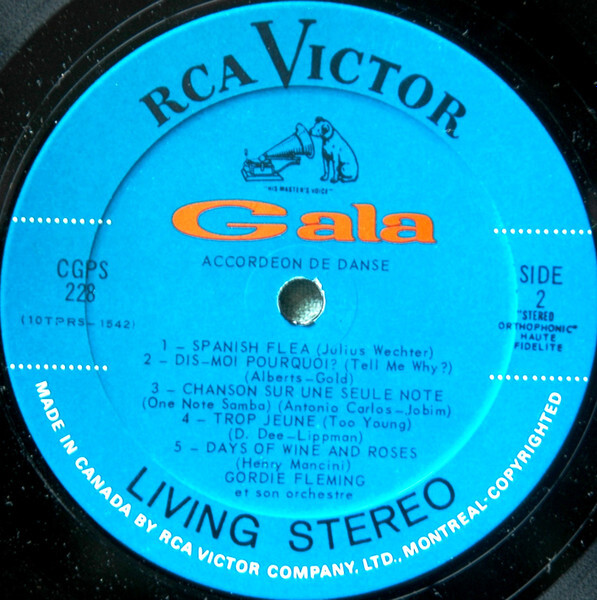 RCA VICTOR
"HIS MASTER'S VOICE"
Gala
ACCORDEON DE DANSE
CGPS
228
(10TPRS-1542)
SIDE
2
"STEREO
ORTHOPHONIC"
HAUTE
FIDELITE
1 – SPANISH FLEA (Julius Wechter)
2 – DIS-MOI POURQUOI? (Tell Me Why?)
(Alberts-Gold)
3 – CHANSON SUR UNE SEULE NOTE
(One Note Samba) (Antonio Carlos-Jobim)
4 – TROP JEUNE (Too Young)
(D. Dee-Lippman)
5 – DAYS OF WINE AND ROSES
(Henry Mancini)
GORDIE FLEMING
et son orchestre
LIVING STEREO
MADE IN CANADA BY RCA VICTOR COMPANY, LTD., MONTREAL-COPYRIGHTED